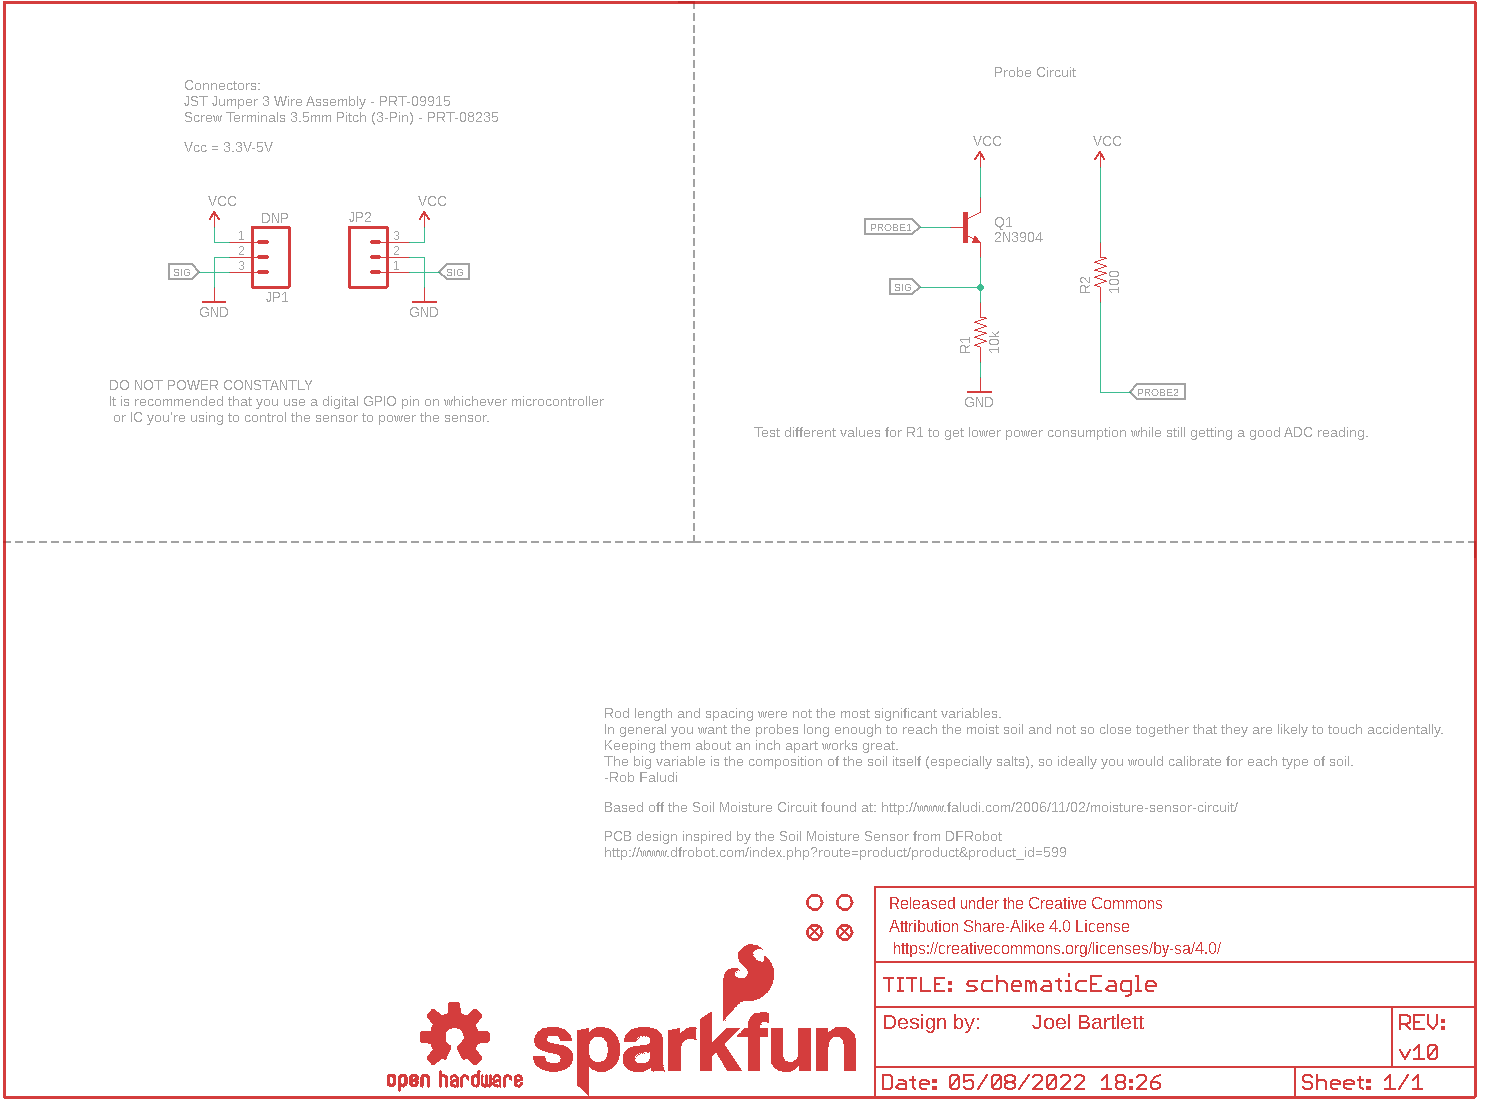 Connectors:
JST Jumper 3 Wire Assembly - PRT-09915
Screw Terminals 3.5mm Pitch (3-Pin) - PRT-08235
Vcc = 3.3V-5V
VCC
DNP
1
2
3
SIG
JP1
GND
JP2
VCC
3
2
1
SIG
GND
DO NOT POWER CONSTANTLY
It is recommended that you use a digital GPIO pin on whichever microcontroller
or IC you're using to control the sensor to power the sensor.
Probe Circuit
VCC
PROBE1
Q1
2N3904
SIG
R1
10k
GND
VCC
R2
100
PROBE2
Test different values for R1 to get lower power consumption while still getting a good ADC reading.
Rod length and spacing were not the most significant variables.
In general you want the probes long enough to reach the moist soil and not so close together that they are likely to touch accidentally.
Keeping them about an inch apart works great.
The big variable is the composition of the soil itself (especially salts), so ideally you would calibrate for each type of soil.
-Rob Faludi
Based off the Soil Moisture Circuit found at: http://www.faludi.com/2006/11/02/moisture-sensor-circuit/
PCB design inspired by the Soil Moisture Sensor from DFRobot
http://www.dfrobot.com/index.php?route=product/product&product_id=599
open hardware
sparkfun
Released under the Creative Commons
Attribution Share-Alike 4.0 License
https://creativecommons.org/licenses/by-sa/4.0/
TITLE: schematicEagle
Design by: Joel Bartlett
REV:
v10
Date: 05/08/2022 18:26
Sheet: 1/1